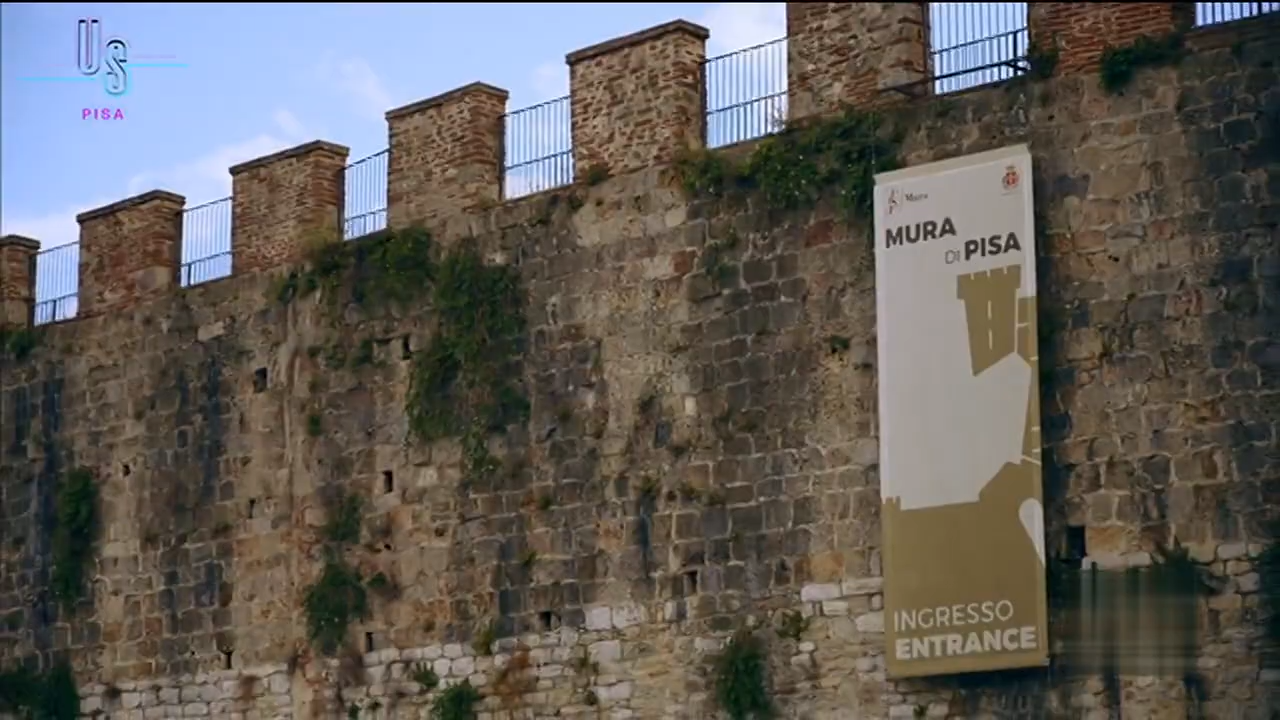 US
PISA
Mura
MURA
DI PISA
INGRESSO
ENTRANCE